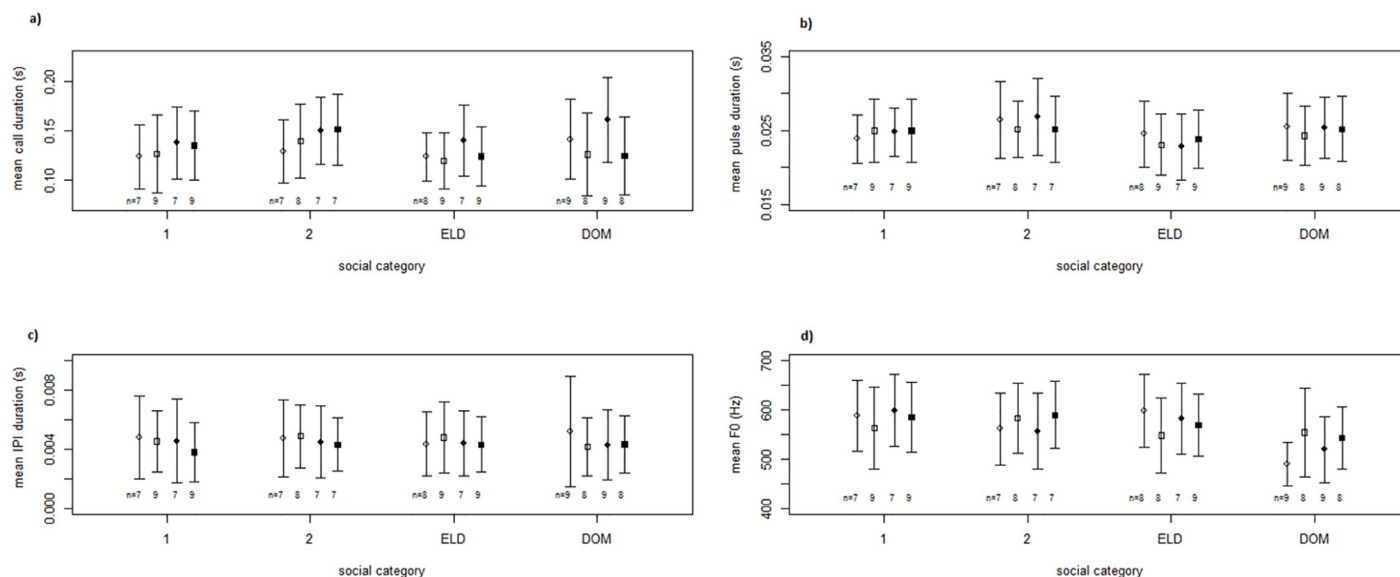 a)
mean call duration (s)
0.20
0.15
0.10
n=7 9 7 9 n=7 8 7 7 n=8 9 7 9 n=9 8 9 8
1 2 ELD DOM
social category
b)
mean pulse duration (s)
0.035
0.025
0.015
n=7 9 7 9 n=7 8 7 7 n=8 9 7 9 n=9 8 9 8
1 2 ELD DOM
social category
c)
mean IPI duration (s)
0.008
0.004
0.000
n=7 9 7 9 n=7 8 7 7 n=8 9 7 9 n=9 8 9 8
1 2 ELD DOM
social category
d)
mean F0 (Hz)
700
600
500
400
n=7 9 7 9 n=7 8 7 7 n=8 8 7 9 n=9 8 9 8
1 2 ELD DOM
social category